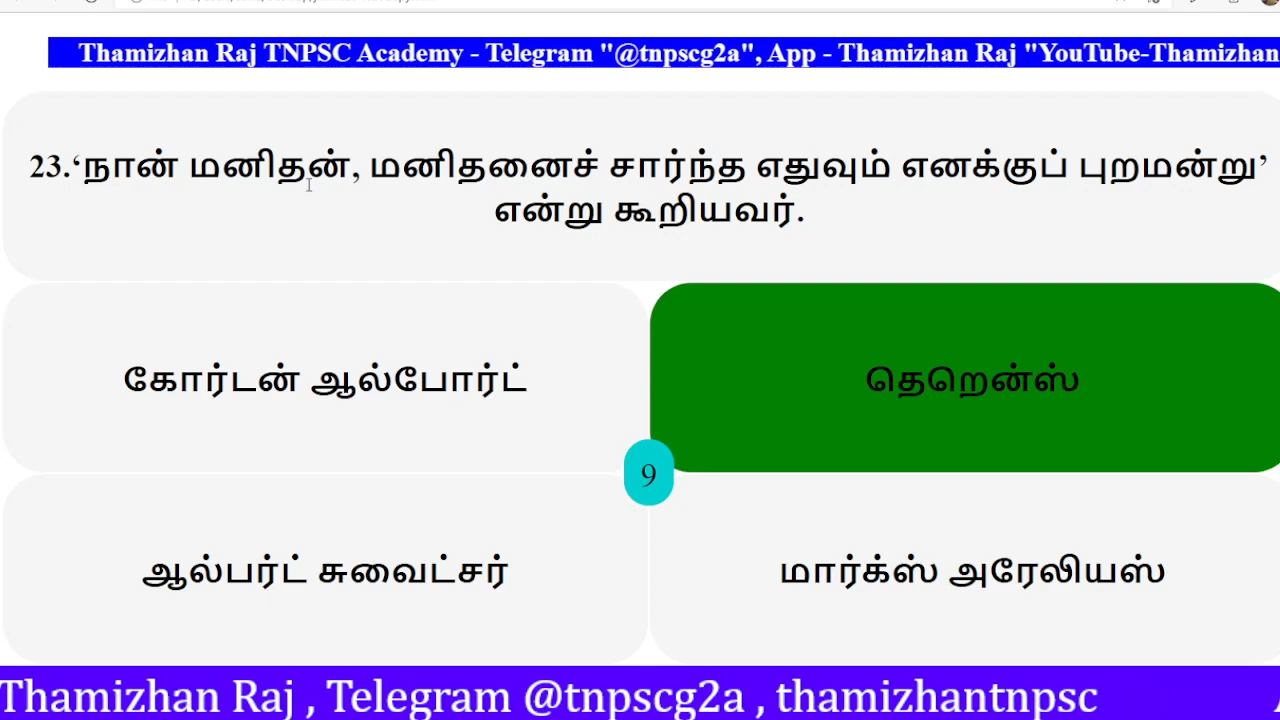 Thamizhan Raj TNPSC Academy - Telegram "@tnpscg2a", App - Thamizhan Raj "YouTube-Thamizhan
23.‘நான் மனிதன், மனிதனைச் சார்ந்த எதுவும் எனக்குப் புறமன்று’
என்று கூறியவர்.
கோர்டன் ஆல்போர்ட்
தெறென்ஸ்
9
ஆல்பர்ட் சுவைட்சர்
மார்க்ஸ் அரேலியஸ்
Thamizhan Raj , Telegram @tnpscg2a , thamizhantnpsc